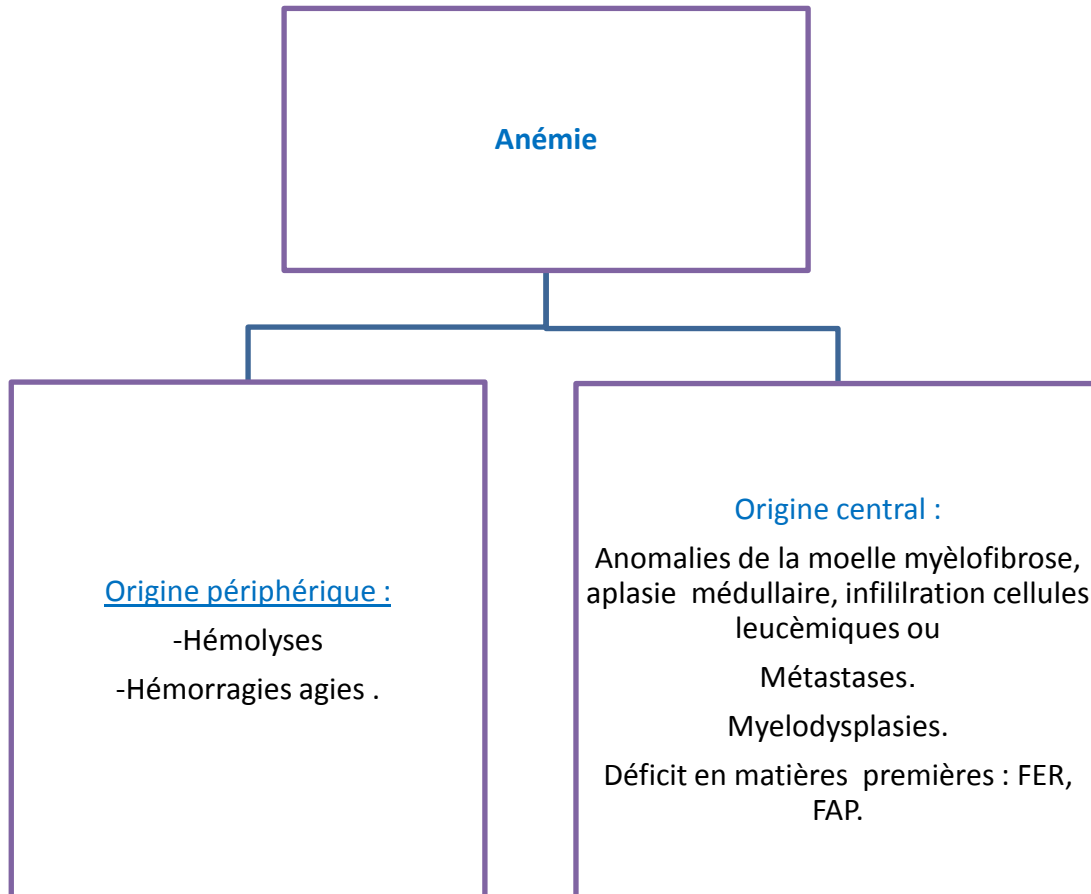 Anémie
Origine périphérique :
-Hémolyses
-Hémorragies agies .
Origine central :
Anomalies de la moelle myèlofibrose,
aplasie médullaire, infililration cellules
leucèmiques ou
Métastases.
Myelodysplasies.
Déficit en matières premières : FER,
FAP.